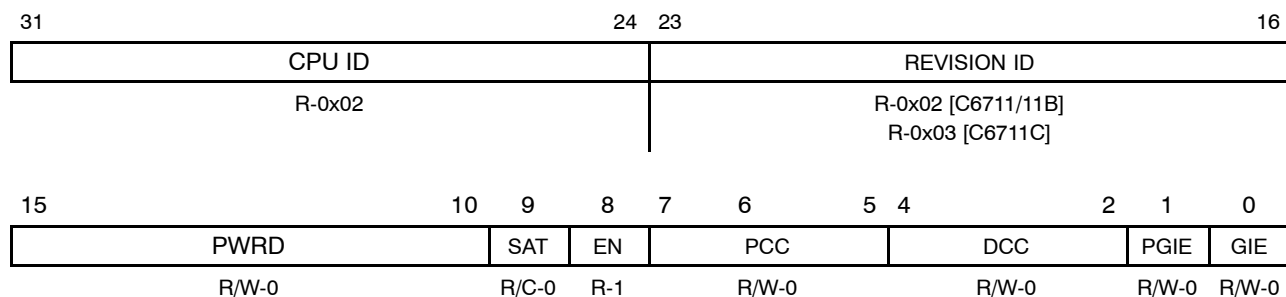 31 24 23 16
CPU ID REVISION ID
R-0x02 R-0x02 [C6711/11B]
R-0x03 [C6711C]
15 10 9 8 7 6 5 4 2 1 0
PWRD SAT EN PCC DCC PGIE GIE
R/W-0 R/C-0 R-1 R/W-0 R/W-0 R/W-0 R/W-0